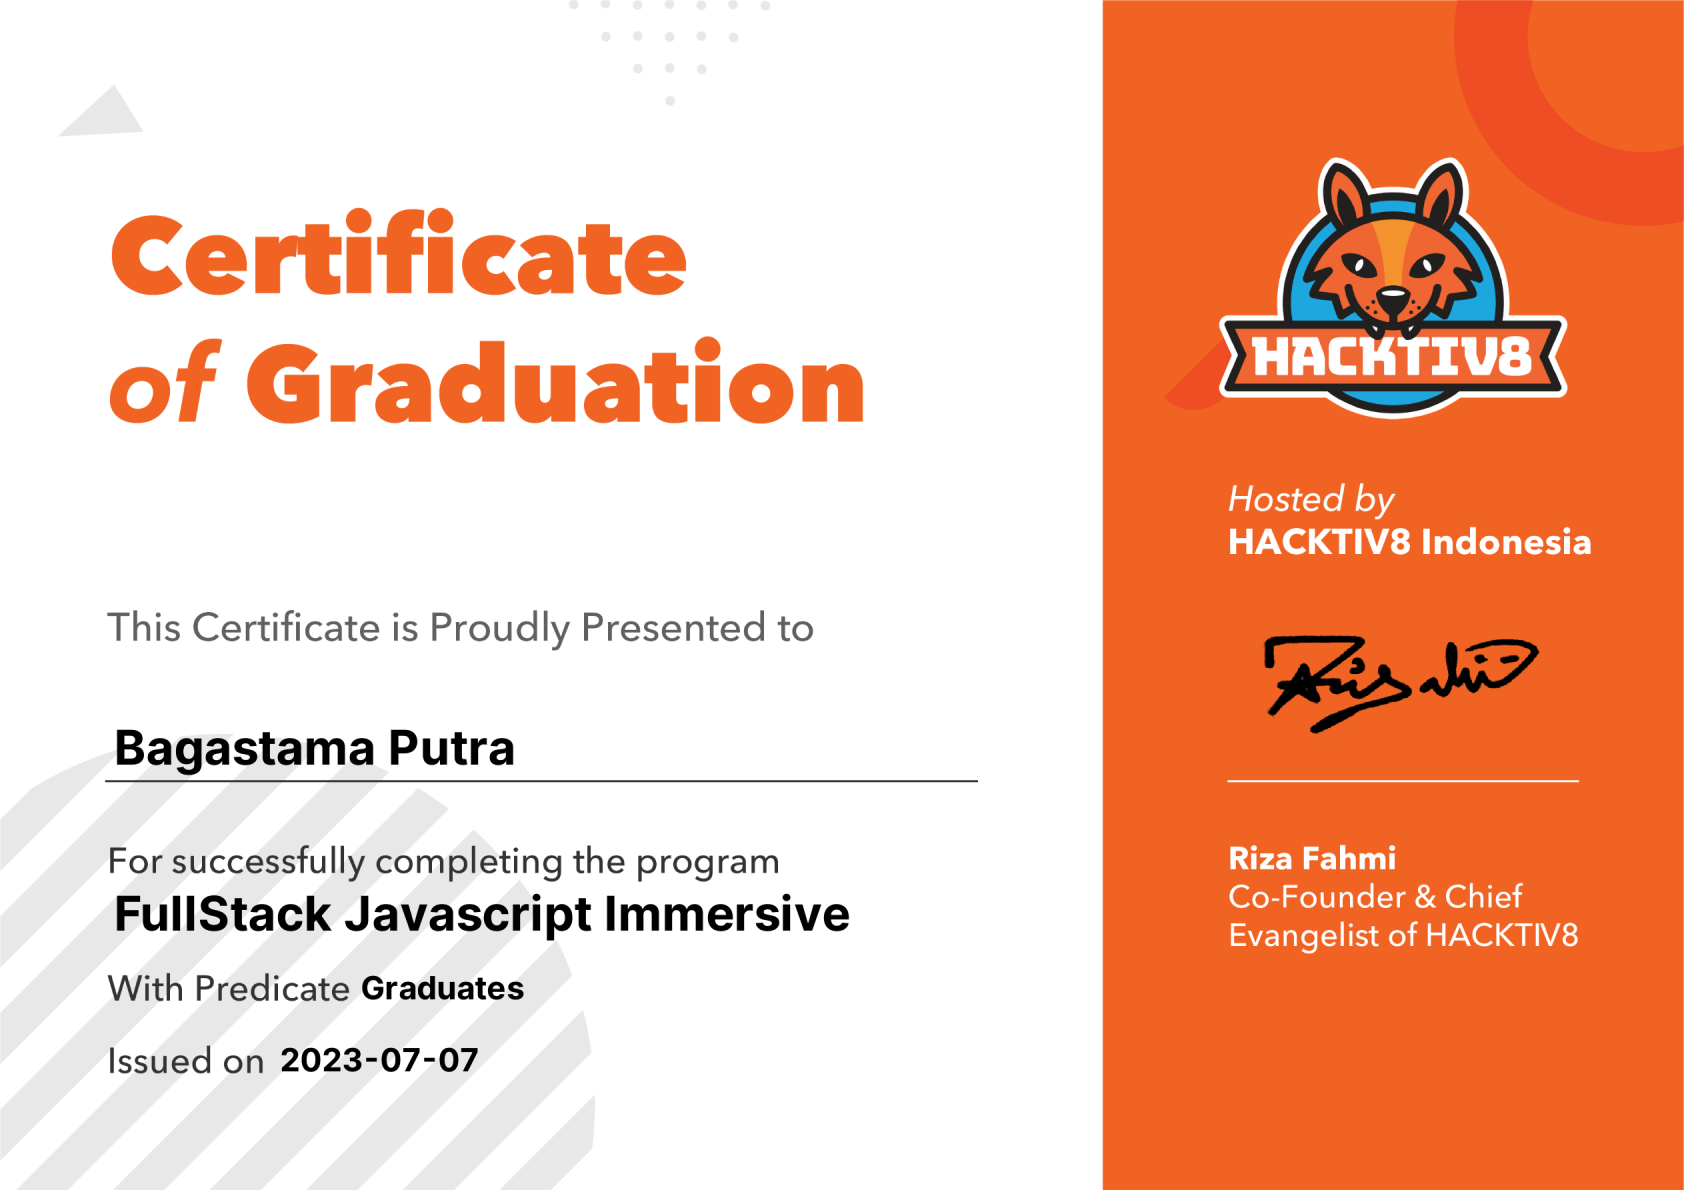 Certificate
of Graduation
This Certificate is Proudly Presented to
Bagastama Putra
For successfully completing the program
FullStack Javascript Immersive
With Predicate Graduates
Issued on 2023-07-07
HACKTIV8
Hosted by
HACKTIV8 Indonesia
Riza Fahmi
Co-Founder & Chief
Evangelist of HACKTIV8